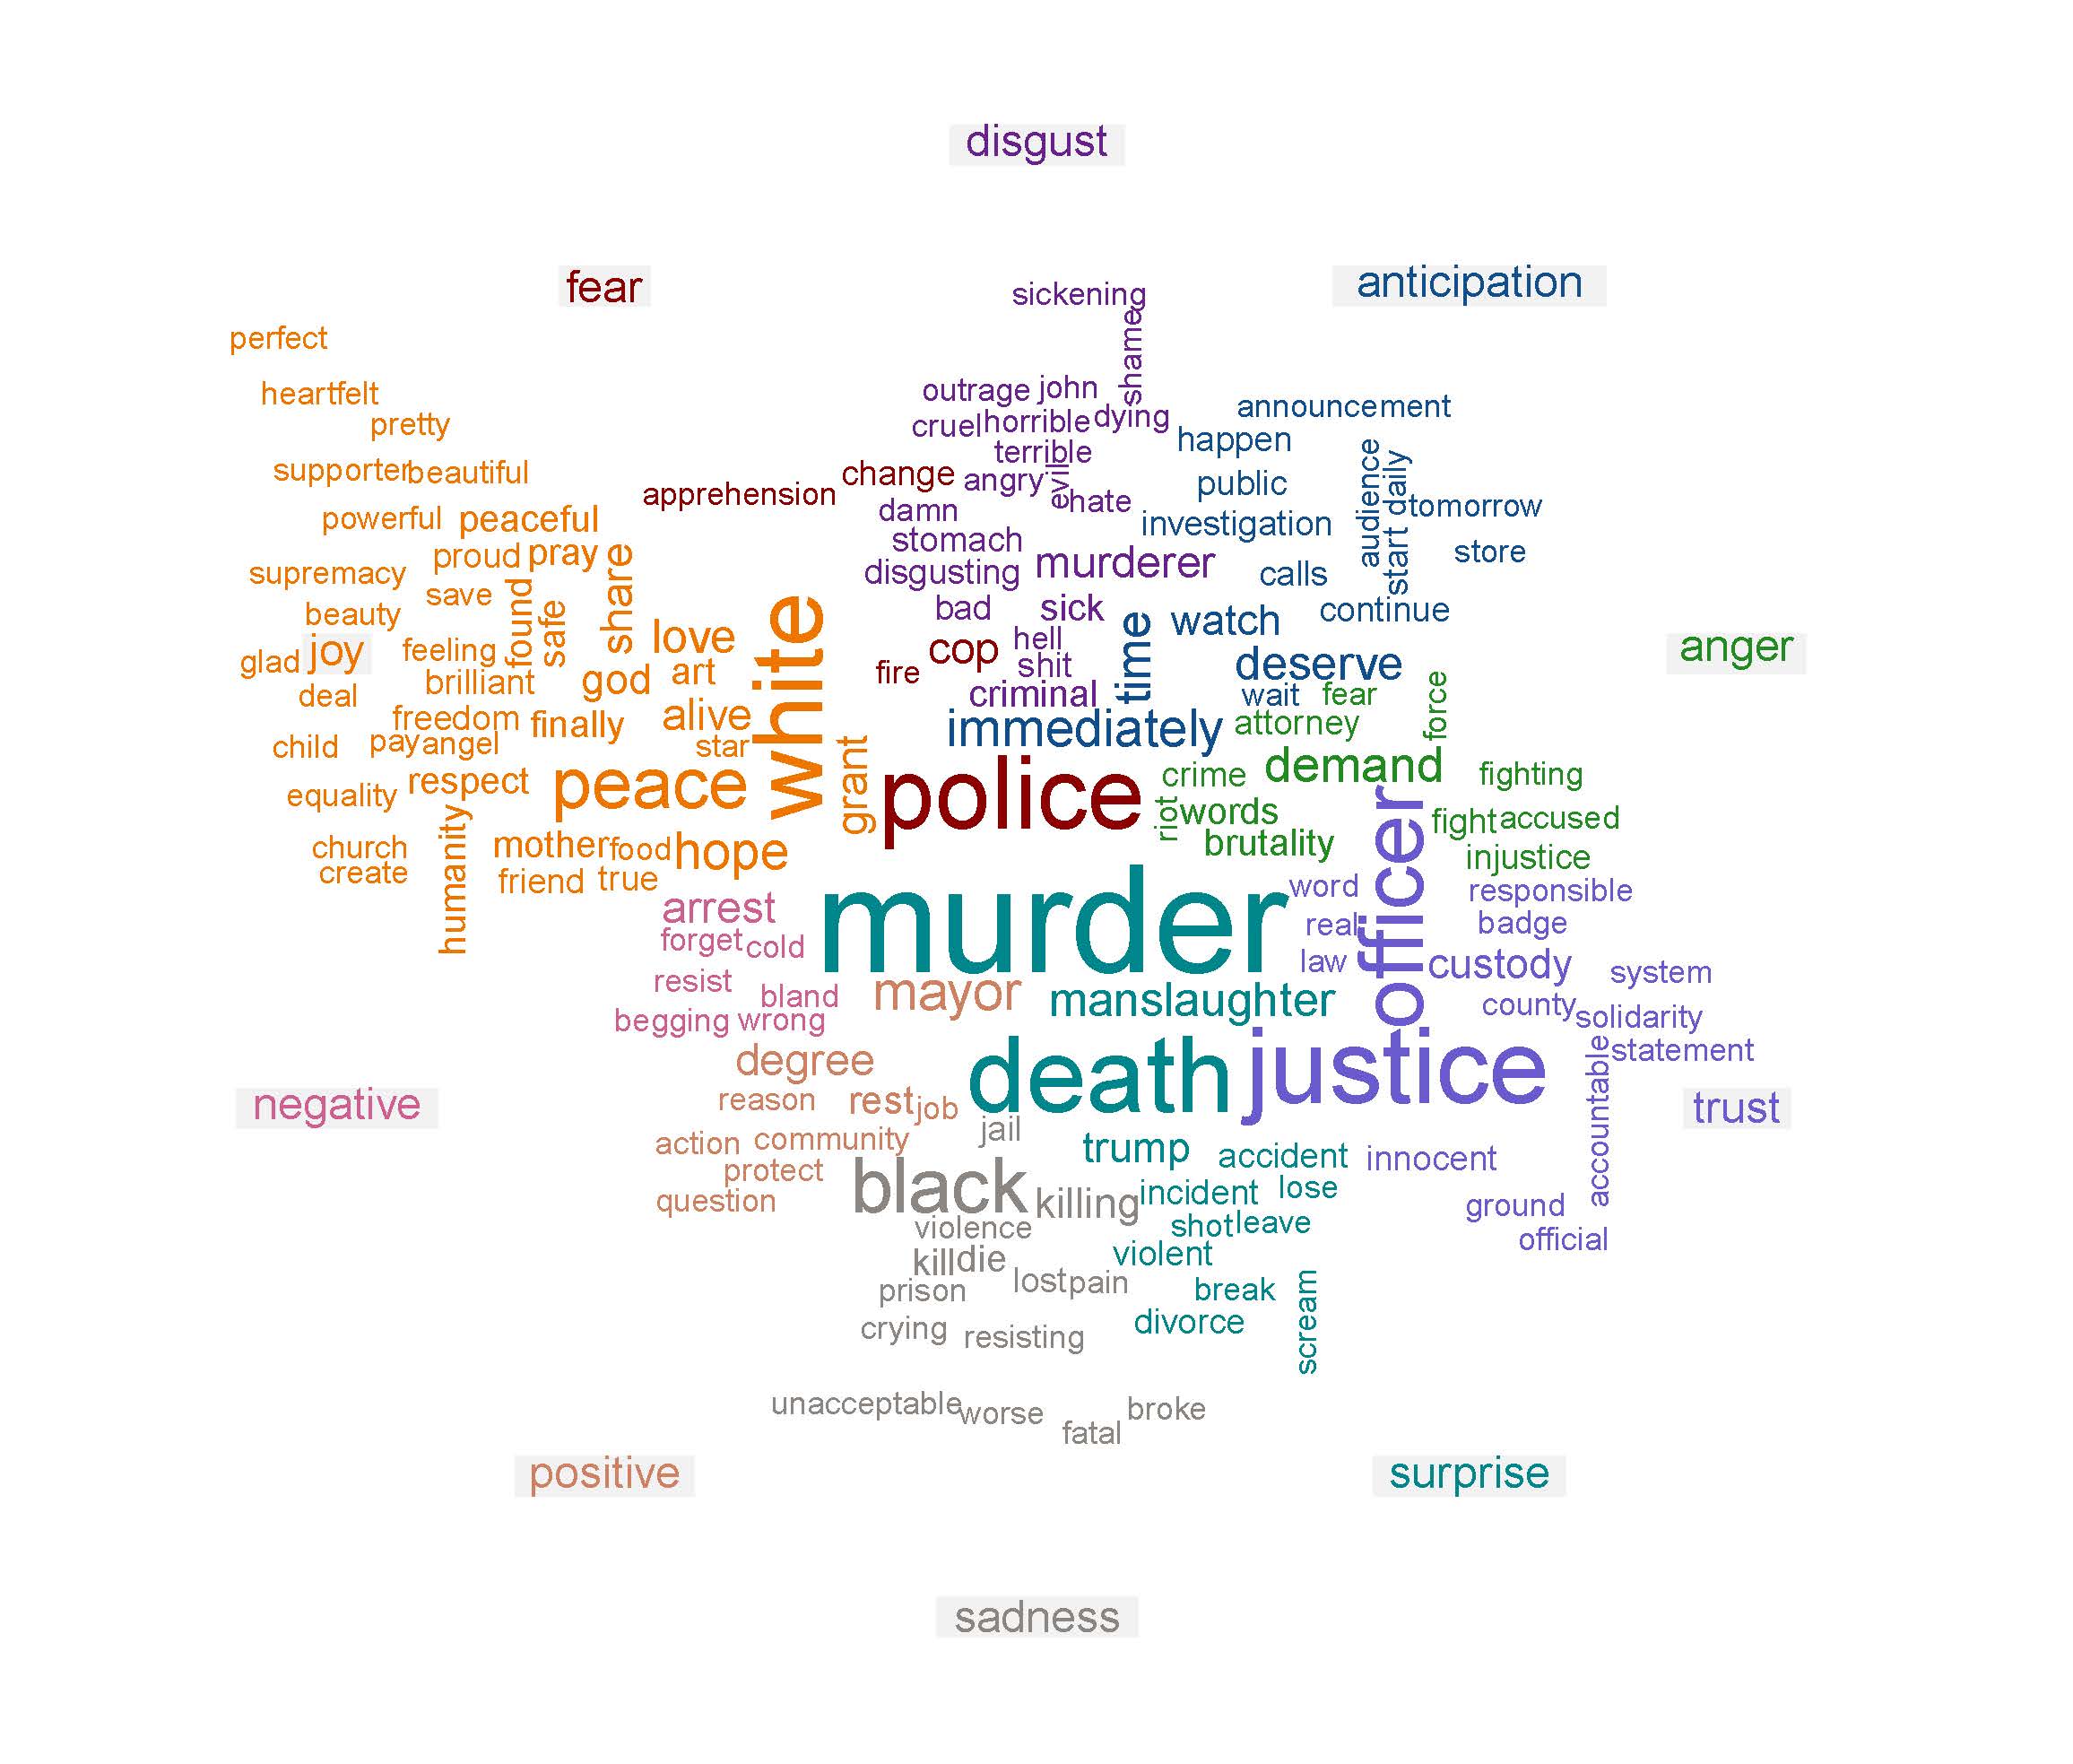 disgust
fear
anticipation
sickening
perfect
shame
heartfelt
outrage john
announcement
pretty
cruel horrible dying
happen
terrible
supporter beautiful
change
angry
evil
hate
public
audience
daily
apprehension
damn
tomorrow
powerful peaceful
stomach
investigation
start
store
proud pray
share
disgusting murderer
calls
supremacy
save
found
safe
bad
sick
continue
beauty
white
time
watch
love
hell
cop
anger
joy
feeling
glad
art
fire
shit
deserve
god
brilliant
deal
criminal
wait
fear
force
freedom finally
alive
immediately
attorney
child
pay angel
star
grant
demand
fighting
crime
respect
peace
police
equality
riot
words
officer
fight accused
humanity
church
mother food hope
brutality
injustice
create
friend true
word
responsible
arrest
murder
real
badge
forget cold
law
custody
system
resist
bland
mayor
manslaughter
county
solidarity
begging wrong
degree
death
justice
accountable
statement
reason
rest job
negative
trust
jail
action community
trump
accident
innocent
protect
black
killing
incident
lose
question
ground
violence
shot leave
official
kill die
violent
prison
lost pain
break
scream
crying
resisting
divorce
unacceptable worse
broke
fatal
positive
surprise
sadness